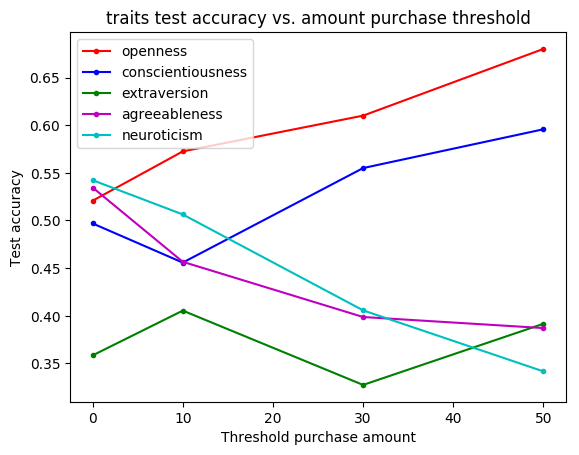 traits test accuracy vs. amount purchase threshold
openness
conscientiousness
extraversion
agreeableness
neuroticism
Test accuracy
0.65
0.60
0.55
0.50
0.45
0.40
0.35
0 10 20 30 40 50
Threshold purchase amount